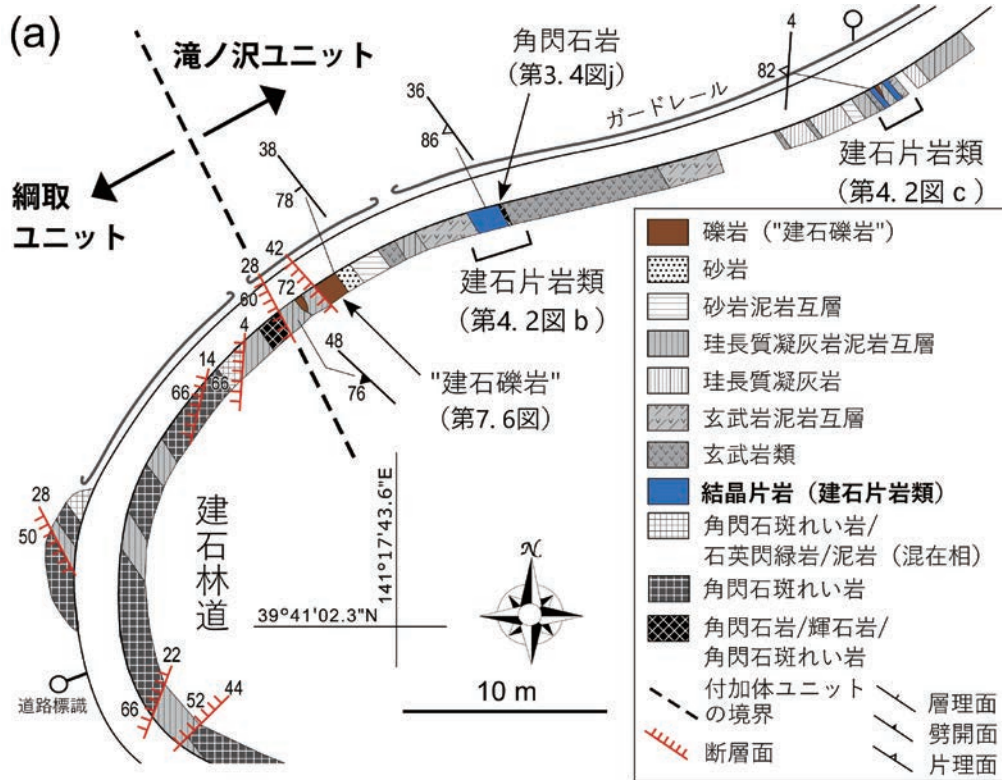 (a)
滝ノ沢ユニット
綱取
ユニット
角閃石岩
(第3. 4図j)
ガードレール
4
82
36
86
38
78
建石片岩類
(第4. 2図 c )
建石片岩類
(第4. 2図 b )
42
28
72
60
48
76
"建石礫岩"
(第7. 6図)
4
14
66
66
28
50
建石林道
141°17'43.6"E
39°41'02.3"N
N
10 m
22
66
52
44
道路標識
礫岩("建石礫岩")
砂岩
砂岩泥岩互層
珪長質凝灰岩泥岩互層
珪長質凝灰岩
玄武岩泥岩互層
玄武岩類
結晶片岩(建石片岩類)
角閃石斑れい岩/
石英閃緑岩/泥岩(混在相)
角閃石斑れい岩
角閃石岩/輝石岩/
角閃石斑れい岩
付加体ユニット
の境界
断層面
層理面
劈開面
片理面